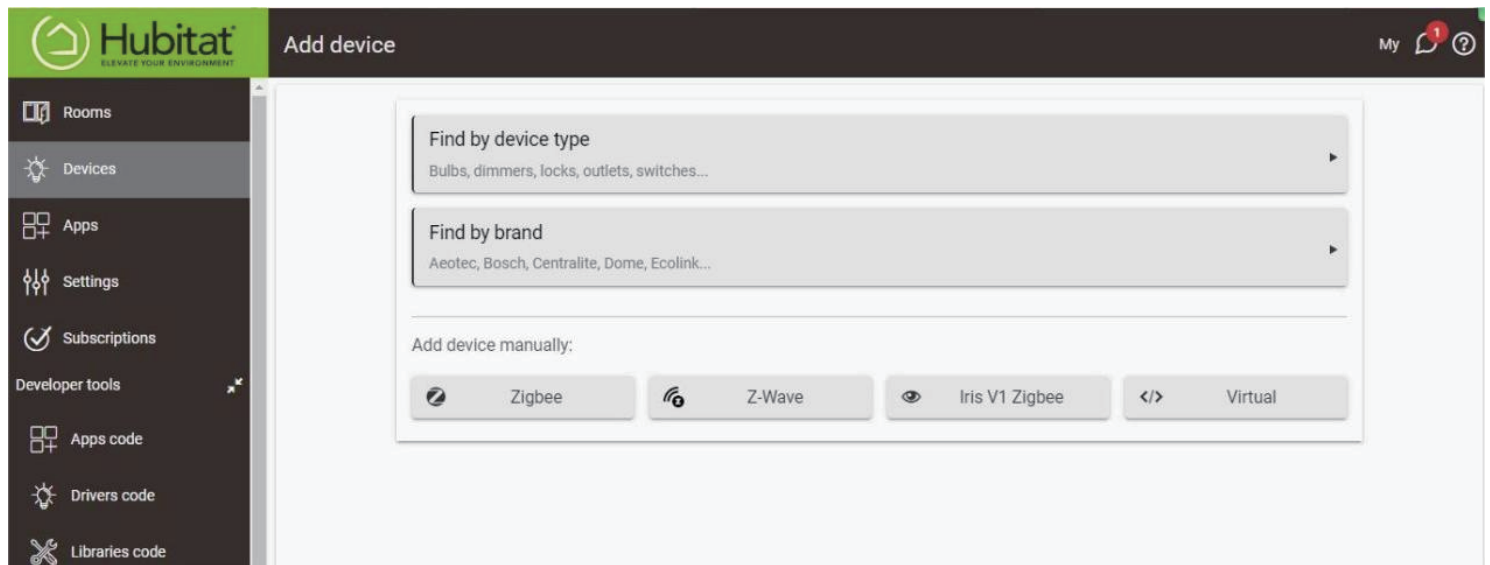 Hubitat
ELEVATE YOUR ENVIRONMENT
Add device
My
1
Rooms
Devices
Apps
Settings
Subscriptions
Developer tools
Apps code
Drivers code
Libraries code
Find by device type
Bulbs, dimmers, locks, outlets, switches...
Find by brand
Aeotec, Bosch, Centralite, Dome, Ecolink...
Add device manually:
Zigbee
Z-Wave
Iris V1 Zigbee
</> Virtual